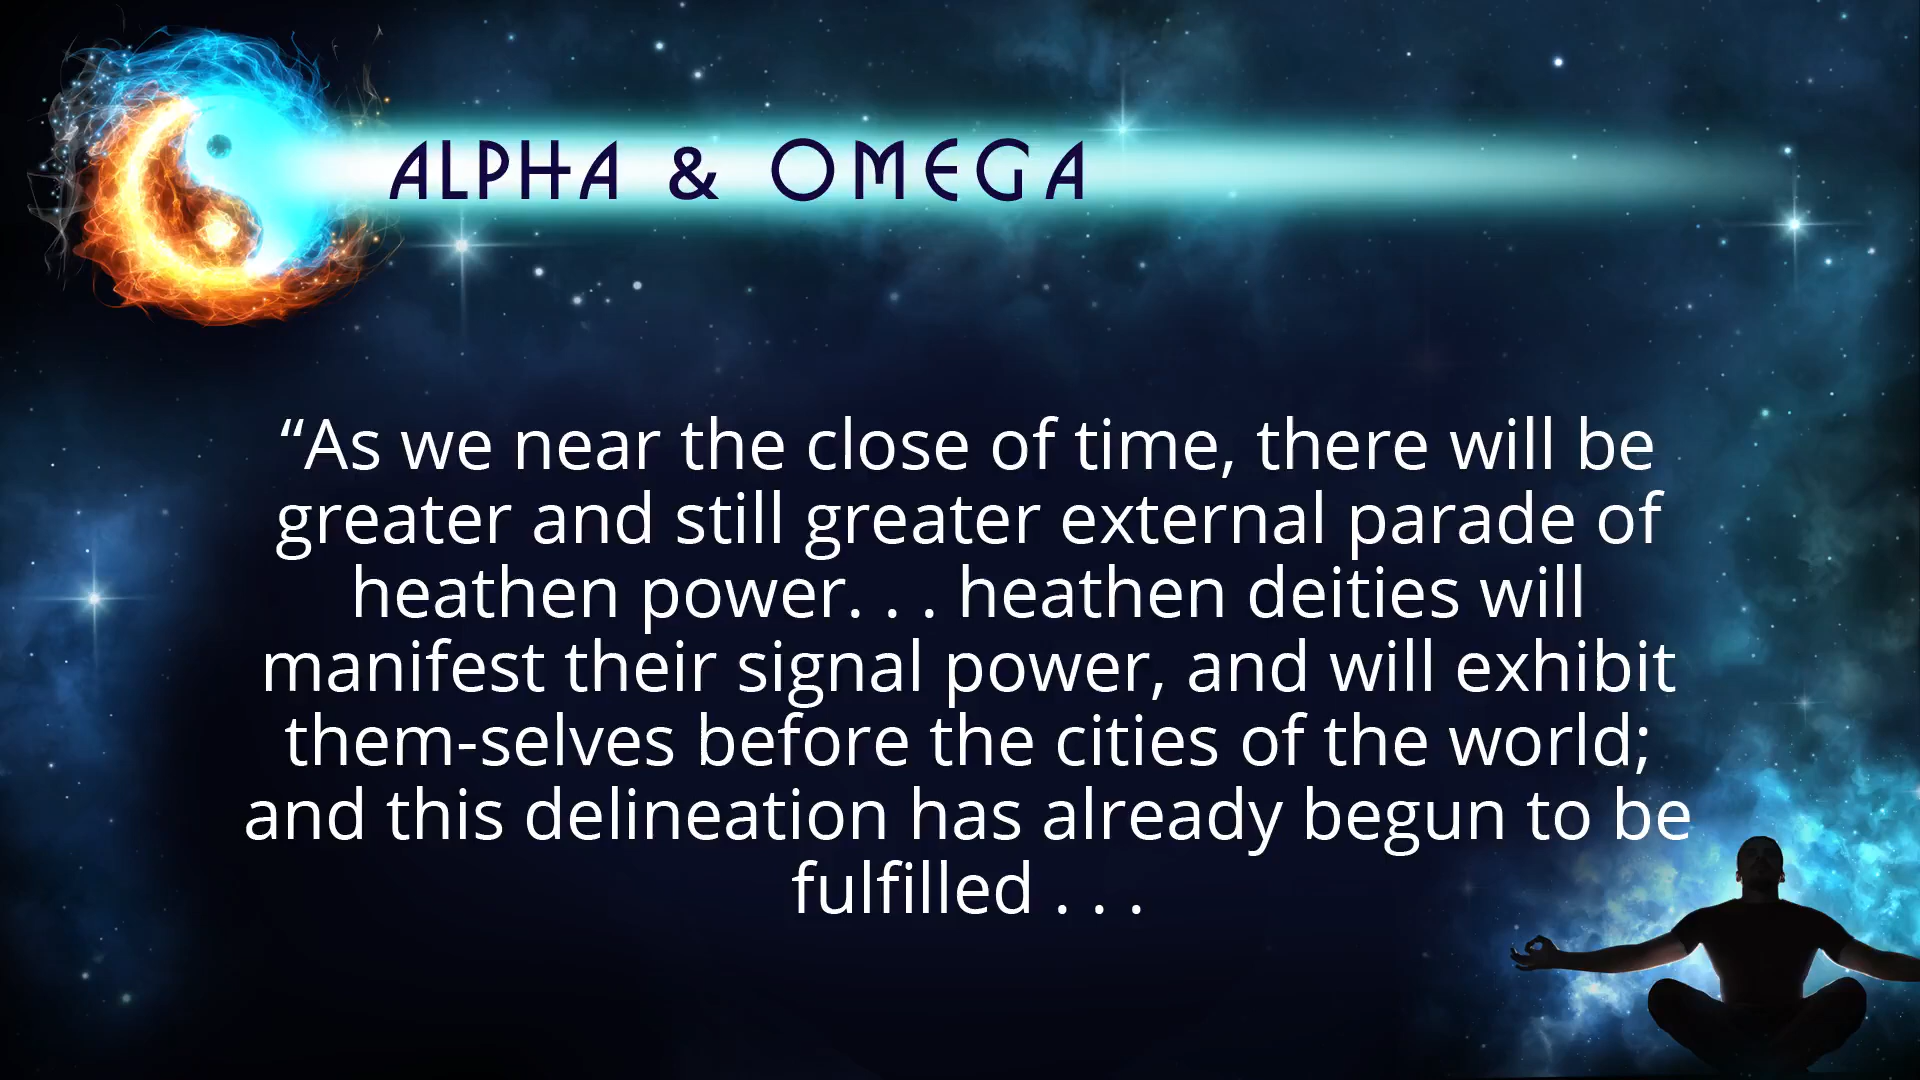 ALPHA & OMEGA
“As we near the close of time, there will be
greater and still greater external parade of
heathen power. . . heathen deities will
manifest their signal power, and will exhibit
them-selves before the cities of the world;
and this delineation has already begun to be
fulfilled . . .